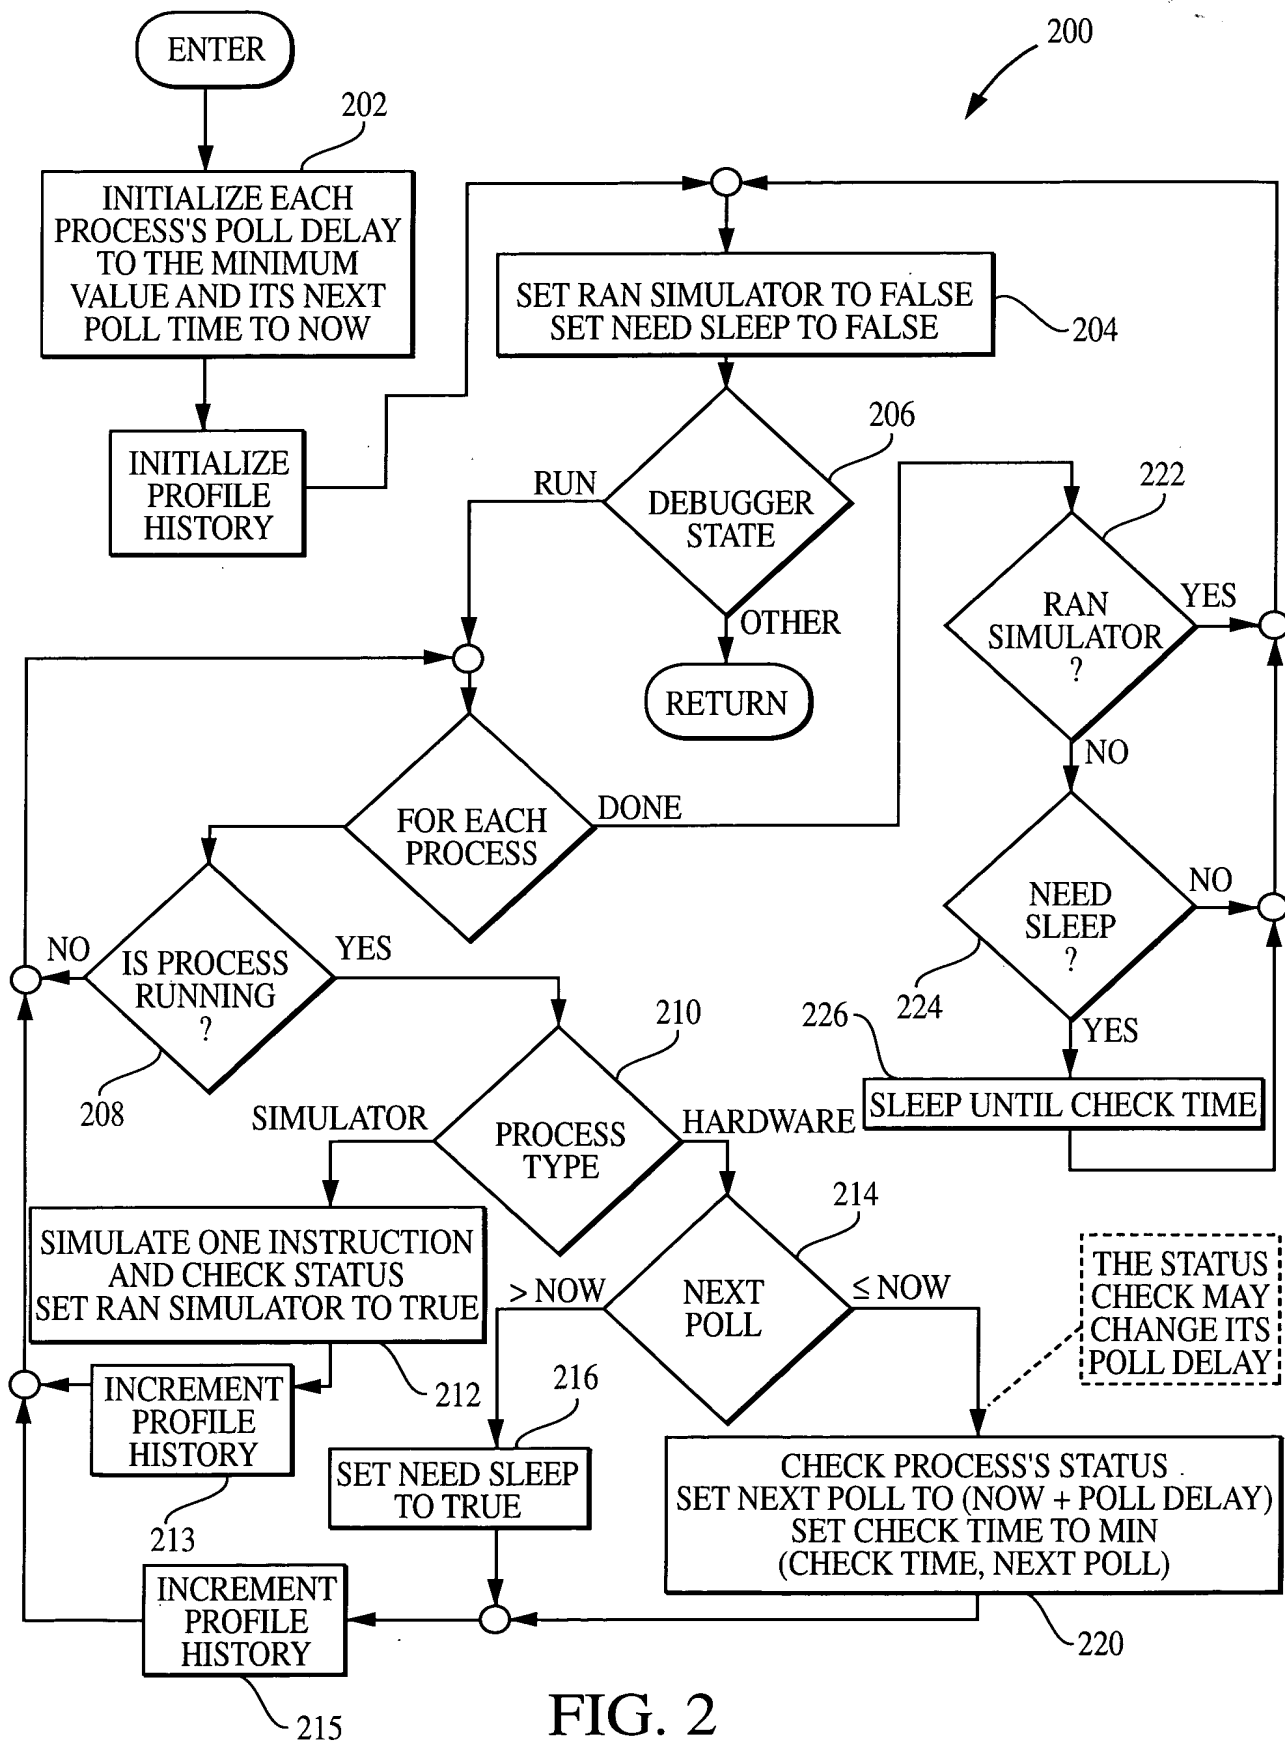 200
ENTER
202
INITIALIZE EACH
PROCESS'S POLL DELAY
TO THE MINIMUM
VALUE AND ITS NEXT
POLL TIME TO NOW
INITIALIZE
PROFILE
HISTORY
SET RAN SIMULATOR TO FALSE
SET NEED SLEEP TO FALSE
204
206
DEBUGGER
STATE
RUN
OTHER
RETURN
FOR EACH
PROCESS
DONE
222
RAN
SIMULATOR
?
YES
NO
NEED
SLEEP
?
NO
224
YES
226
SLEEP UNTIL CHECK TIME
IS PROCESS
RUNNING
?
NO
YES
208
210
PROCESS
TYPE
SIMULATOR
HARDWARE
SIMULATE ONE INSTRUCTION
AND CHECK STATUS
SET RAN SIMULATOR TO TRUE
212
INCREMENT
PROFILE
HISTORY
213
214
NEXT
POLL
> NOW
≤ NOW
THE STATUS
CHECK MAY
CHANGE ITS
POLL DELAY
216
SET NEED SLEEP
TO TRUE
CHECK PROCESS'S STATUS
SET NEXT POLL TO (NOW + POLL DELAY)
SET CHECK TIME TO MIN
(CHECK TIME, NEXT POLL)
220
INCREMENT
PROFILE
HISTORY
215
FIG. 2